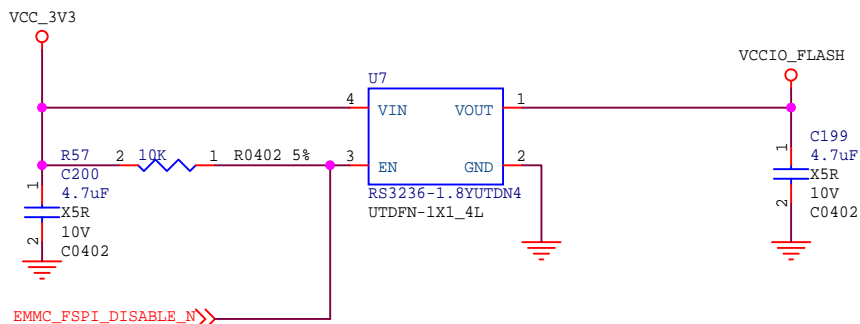 VCC_3V3
VCCIO_FLASH
U7
4
VIN
VOUT
1
R57
2
10K
1
R0402 5%
3
EN
GND
2
RS3236-1.8YUTDN4
UTDFN-1X1_4L
1
C200
4.7uF
X5R
10V
C0402
2
1
C199
4.7uF
X5R
10V
C0402
2
EMMC_FSPI_DISABLE_N